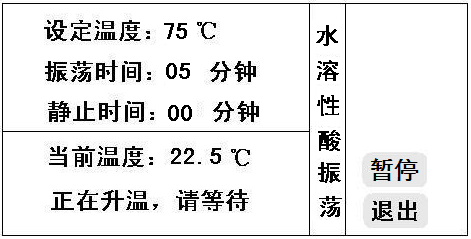 设定温度：75 ℃
振荡时间：05 分钟
静止时间：00 分钟
当前温度：22.5℃
正在升温，请等待
水溶性酸振荡
暂停
退出